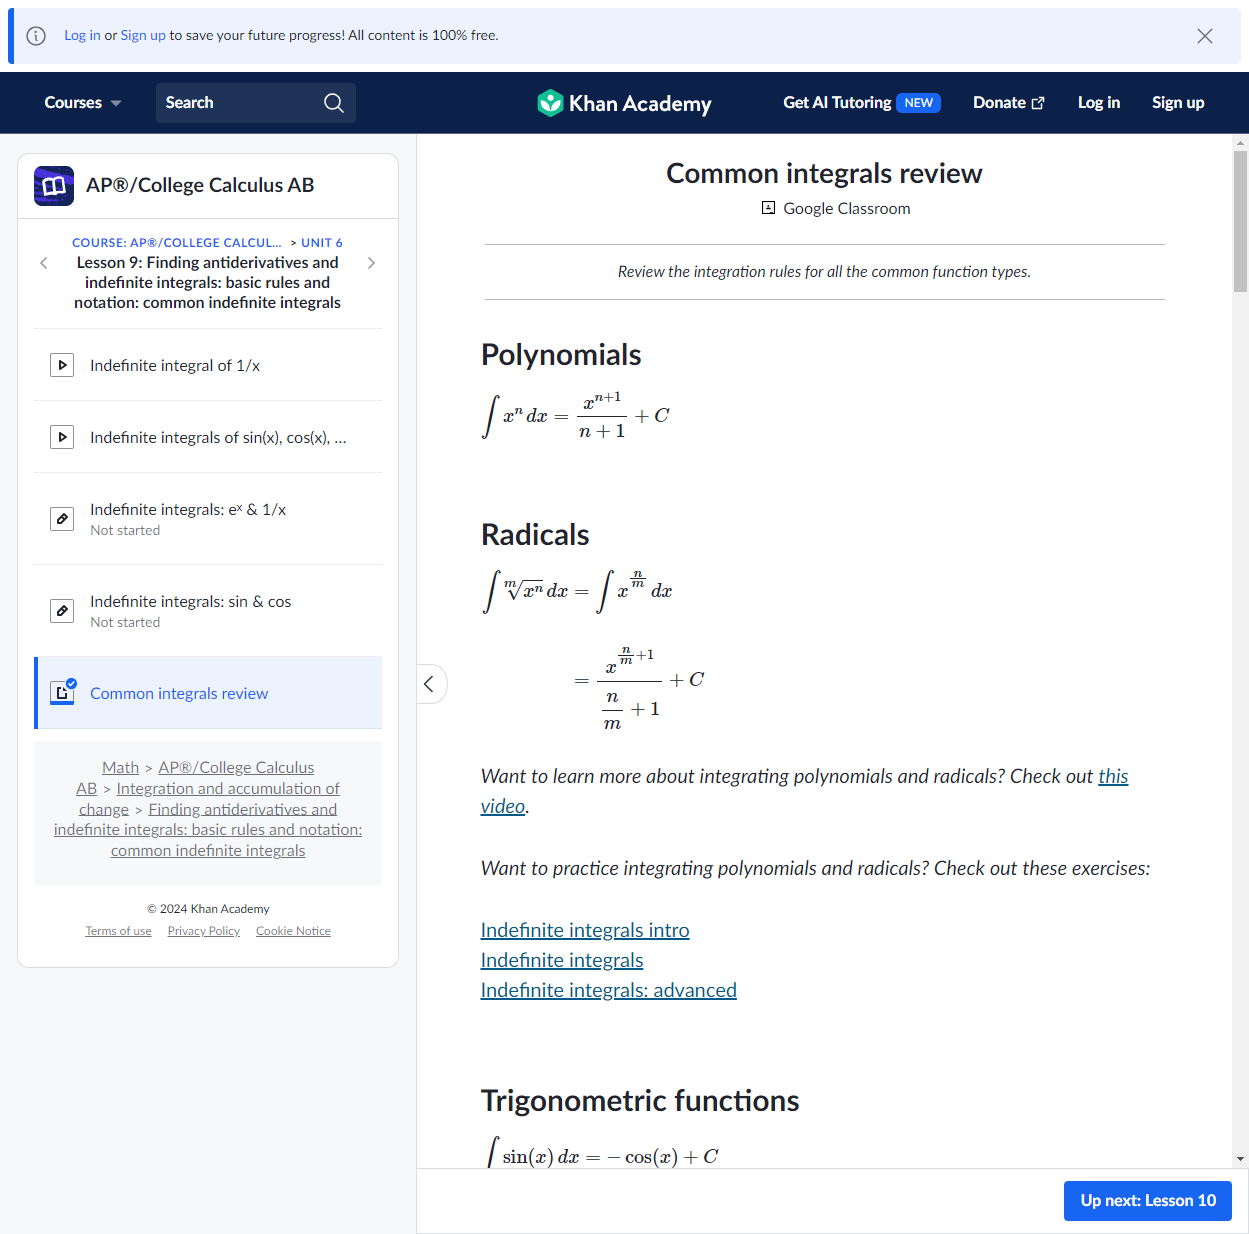 Log in or Sign up to save your future progress! All content is 100% free.
Courses
Search
Khan Academy
Get AI Tutoring NEW
Donate
Log in
Sign up
AP®/College Calculus AB
COURSE: AP®/COLLEGE CALCUL... > UNIT 6
Lesson 9: Finding antiderivatives and
indefinite integrals: basic rules and
notation: common indefinite integrals
Indefinite integral of 1/x
Indefinite integrals of sin(x), cos(x), ...
Indefinite integrals: eˣ & 1/x
Not started
Indefinite integrals: sin & cos
Not started
Common integrals review
Math > AP®/College Calculus
AB > Integration and accumulation of
change > Finding antiderivatives and
indefinite integrals: basic rules and notation:
common indefinite integrals
© 2024 Khan Academy
Terms of use Privacy Policy Cookie Notice
Common integrals review
Google Classroom
Review the integration rules for all the common function types.
Polynomials
∫ xⁿ dx = \frac{x^{n+1}}{n+1} + C
Radicals
∫ \sqrt[m]{x^n} dx = ∫ x^{\frac{n}{m}} dx
= \frac{x^{\frac{n}{m}+1}}{\frac{n}{m}+1} + C
Want to learn more about integrating polynomials and radicals? Check out this
video.
Want to practice integrating polynomials and radicals? Check out these exercises:
Indefinite integrals intro
Indefinite integrals
Indefinite integrals: advanced
Trigonometric functions
∫ sin(x) dx = − cos(x) + C
Up next: Lesson 10